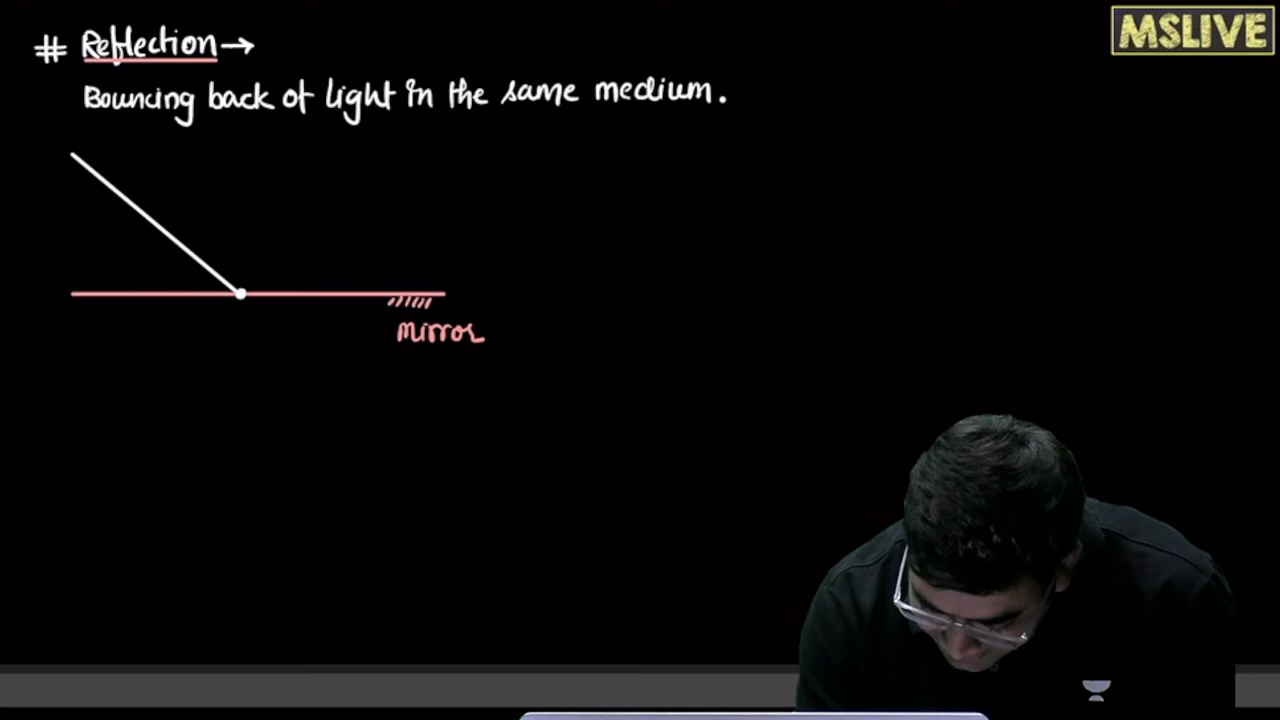 # Reflection →
MSLIVE
Bouncing back of light in the same medium.
Mirror